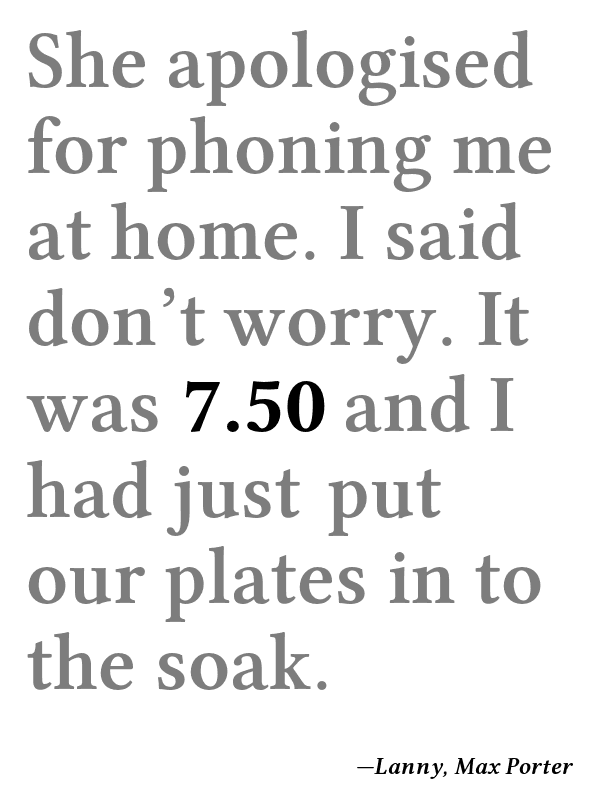 She apologised
for phoning me
at home. I said
don’t worry. It
was 7.50 and I
had just put
our plates in to
the soak.
—Lanny, Max Porter